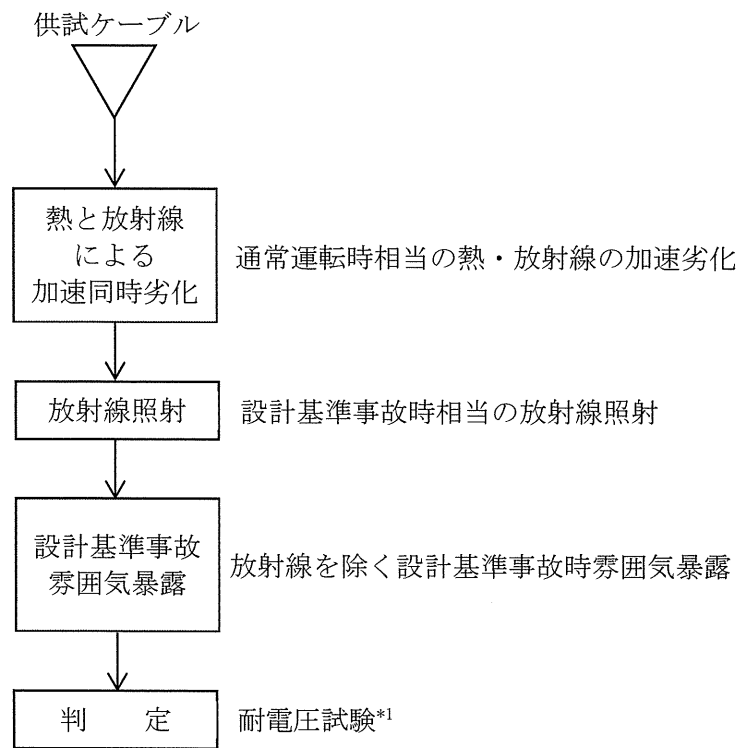 供試ケーブル
熱と放射線
による
加速同時劣化
通常運転時相当の熱・放射線の加速劣化
放射線照射
設計基準事故時相当の放射線照射
設計基準事故
雰囲気暴露
放射線を除く設計基準事故時雰囲気暴露
判　定
耐電圧試験*1